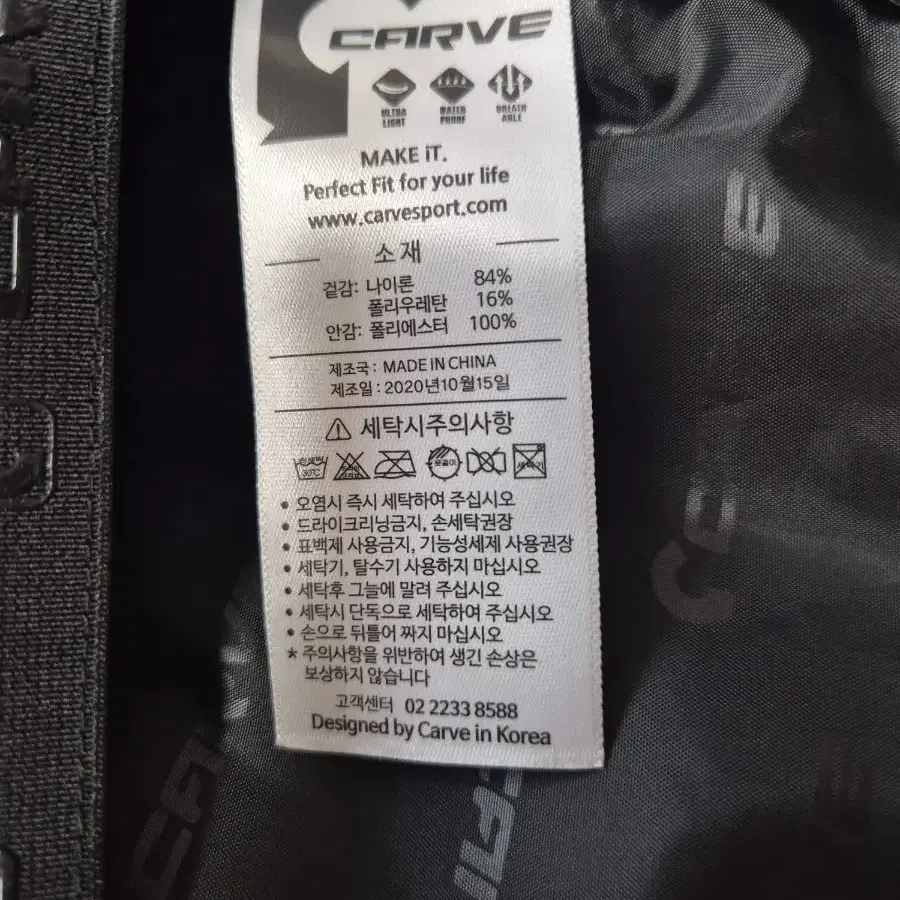 CARVE
ULTRA LIGHT
WATER PROOF
BREATH ABLE
MAKE iT.
Perfect Fit for your life
www.carvesport.com
소재
겉감: 나이론 84%
폴리우레탄 16%
안감: 폴리에스터 100%
제조국: MADE IN CHINA
제조일: 2020년10월15일
세탁시주의사항
손세탁 30℃
옷걸이
세탁기
• 오염시 즉시 세탁하여 주십시오
• 드라이크리닝금지, 손세탁권장
• 표백제 사용금지, 기능성세제 사용권장
• 세탁기, 탈수기 사용하지 마십시오
• 세탁후 그늘에 말려 주십시오
• 세탁시 단독으로 세탁하여 주십시오
• 손으로 뒤틀어 짜지 마십시오
* 주의사항을 위반하여 생긴 손상은
보상하지 않습니다
고객센터 02 2233 8588
Designed by Carve in Korea